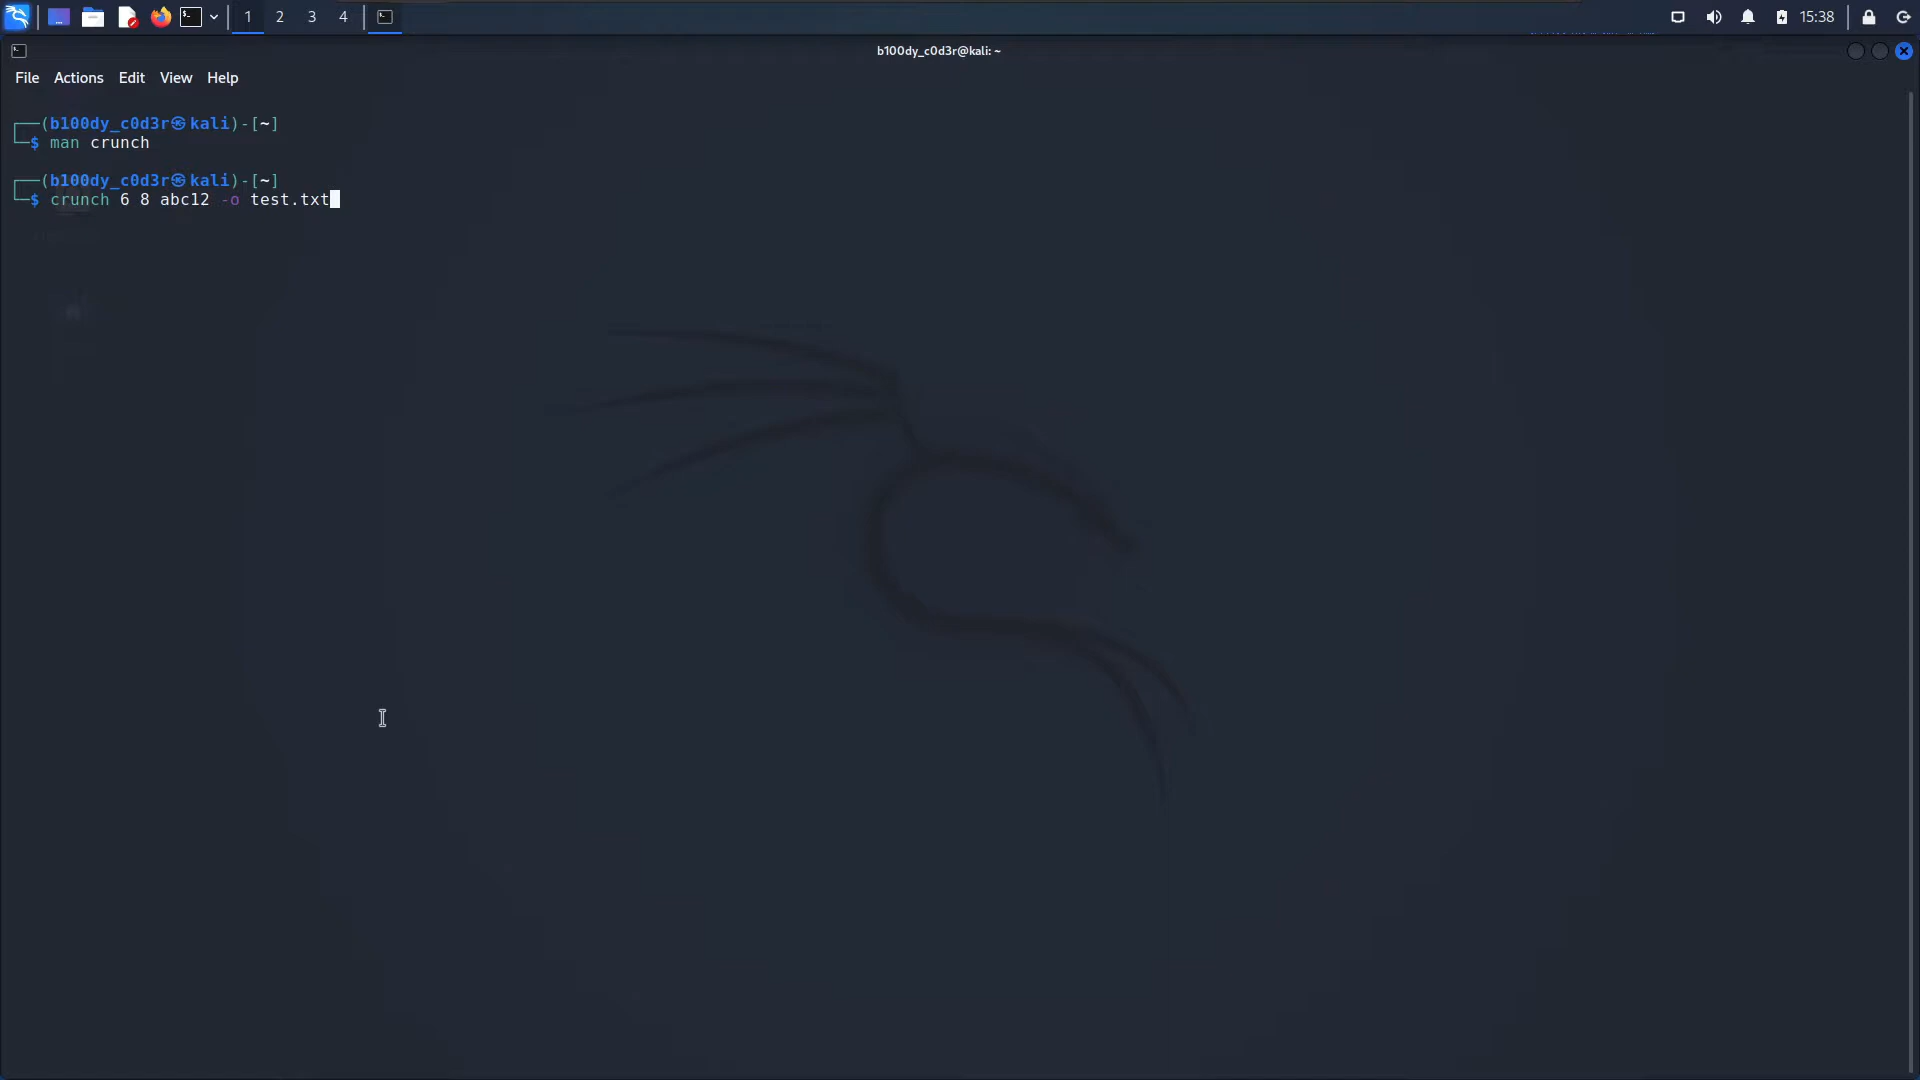 1 2 3 4 15:38
b100dy_c0d3r@kali: ~
File Actions Edit View Help
┌──(b100dy_c0d3r㉿kali)-[~]
└─$ man crunch
┌──(b100dy_c0d3r㉿kali)-[~]
└─$ crunch 6 8 abc12 -o test.txt